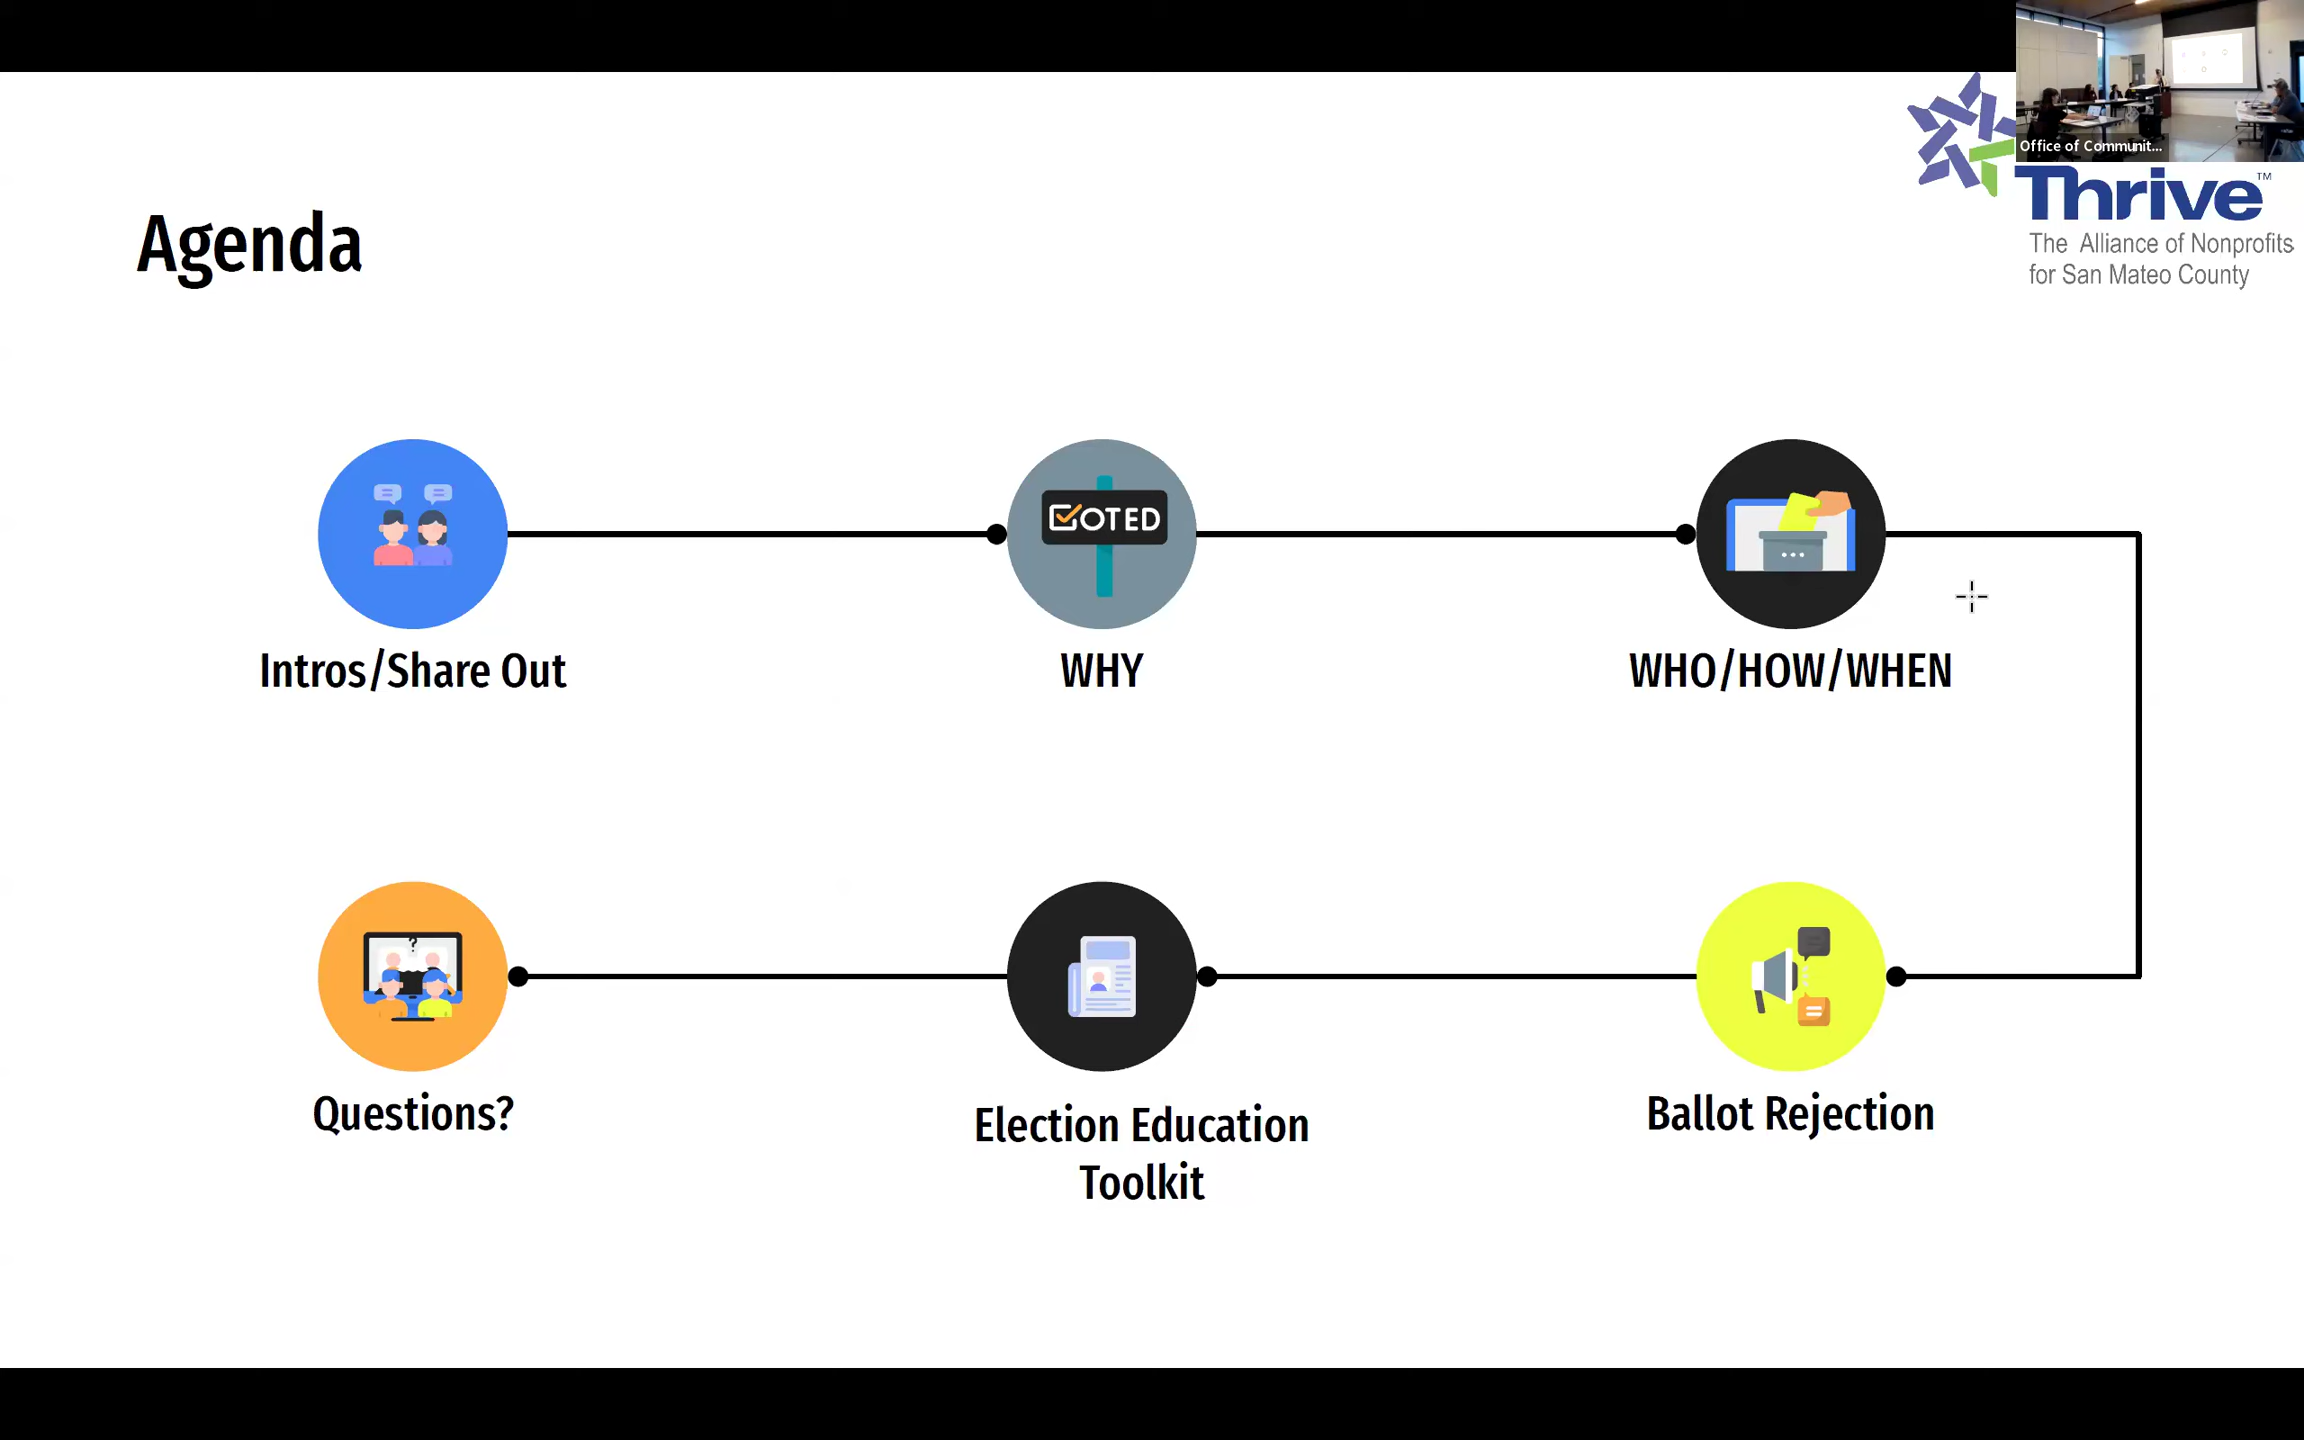 Office of Communit...
Thrive™
The Alliance of Nonprofits
for San Mateo County
Agenda
VOTED
Intros/Share Out
WHY
WHO/HOW/WHEN
?
Ballot Rejection
Election Education
Toolkit
Questions?